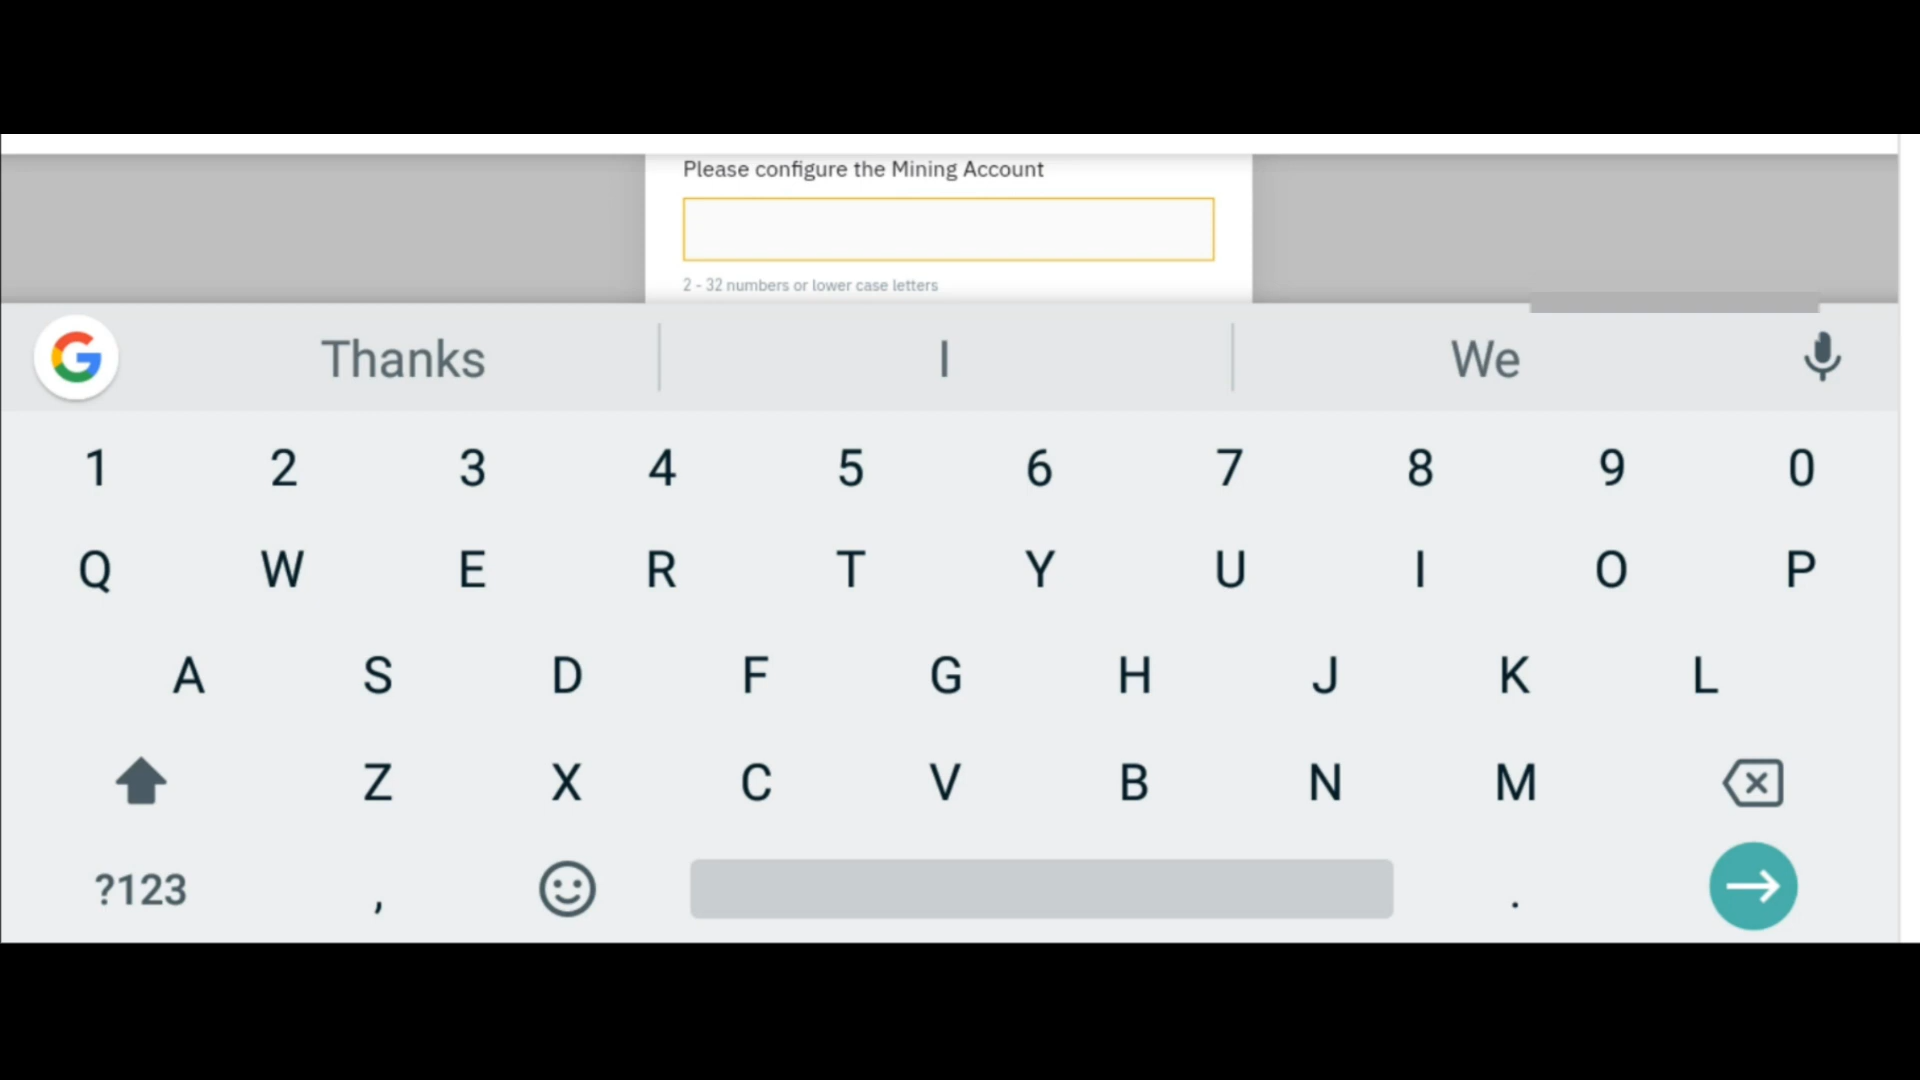 Please configure the Mining Account
2 - 32 numbers or lower case letters
Thanks I We
1 2 3 4 5 6 7 8 9 0
Q W E R T Y U I O P
A S D F G H J K L
Z X C V B N M
?123 , .